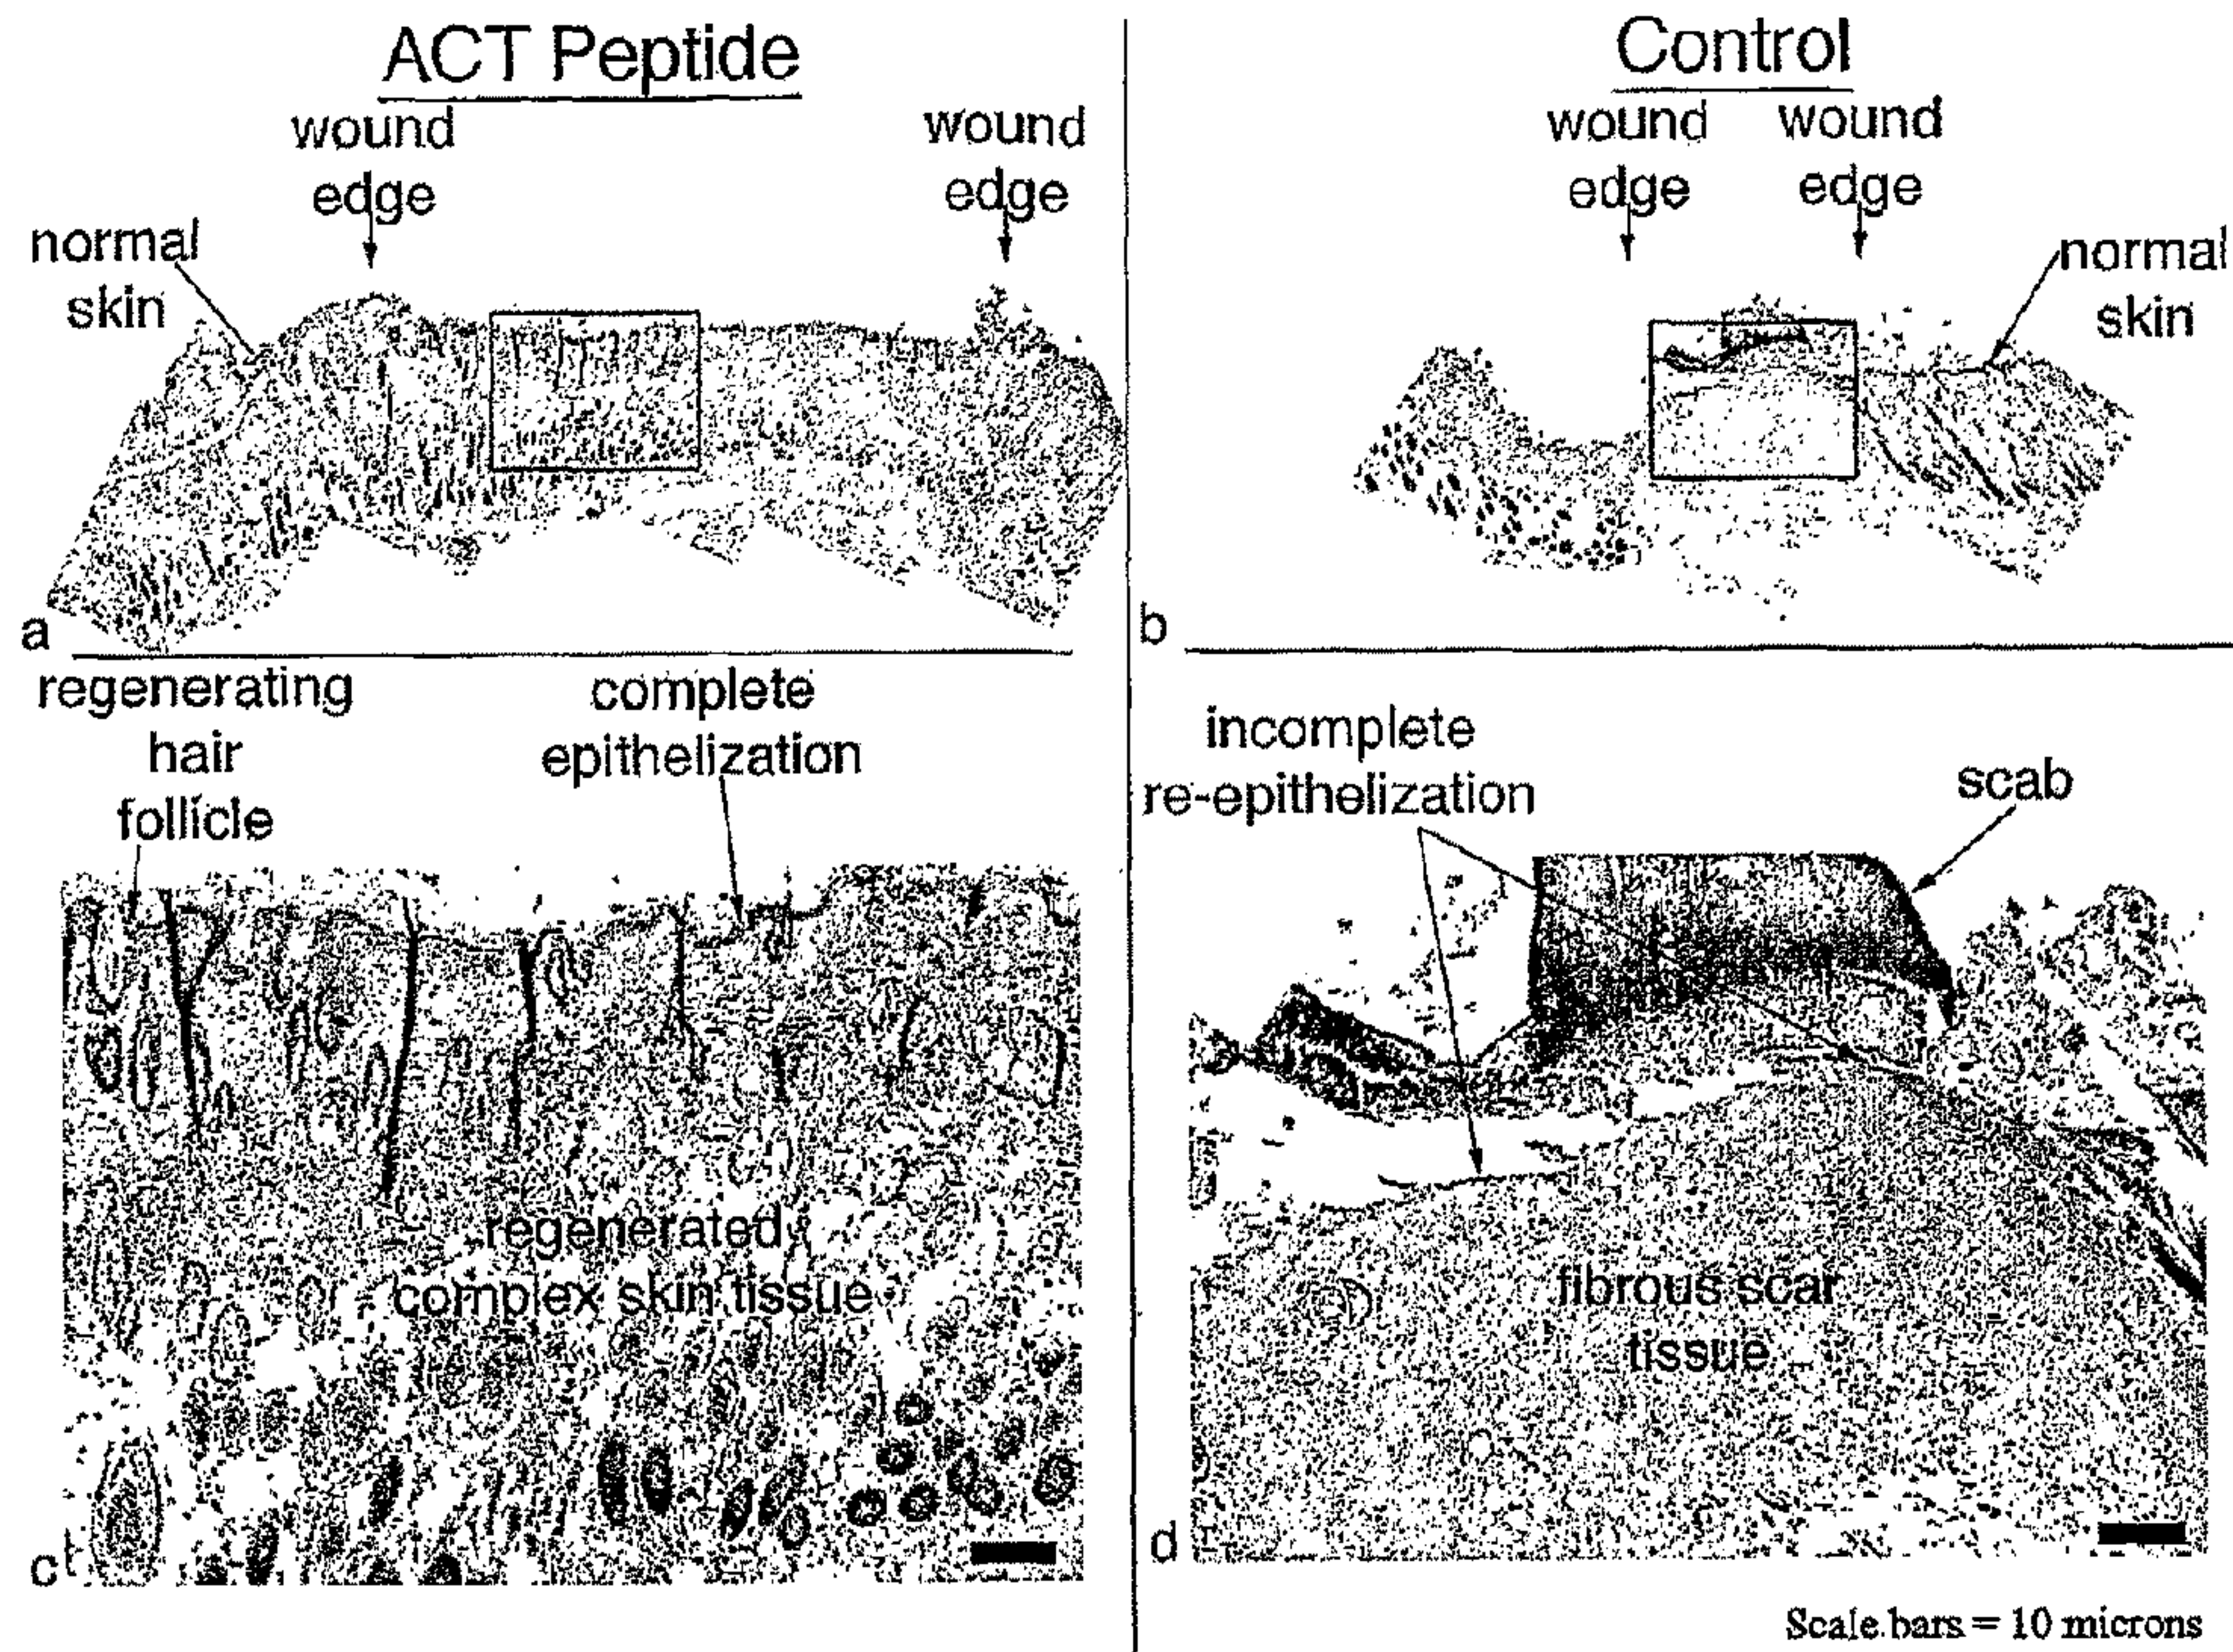 ACT Peptide
wound
edge
wound
edge
normal
skin
a
Control
wound
edge
wound
edge
normal
skin
b
regenerating
hair
follicle
complete
epithelization
regenerated
complex skin tissue
c
incomplete
re-epithelization
scab
fibrous scar
tissue
d
Scale bars = 10 microns